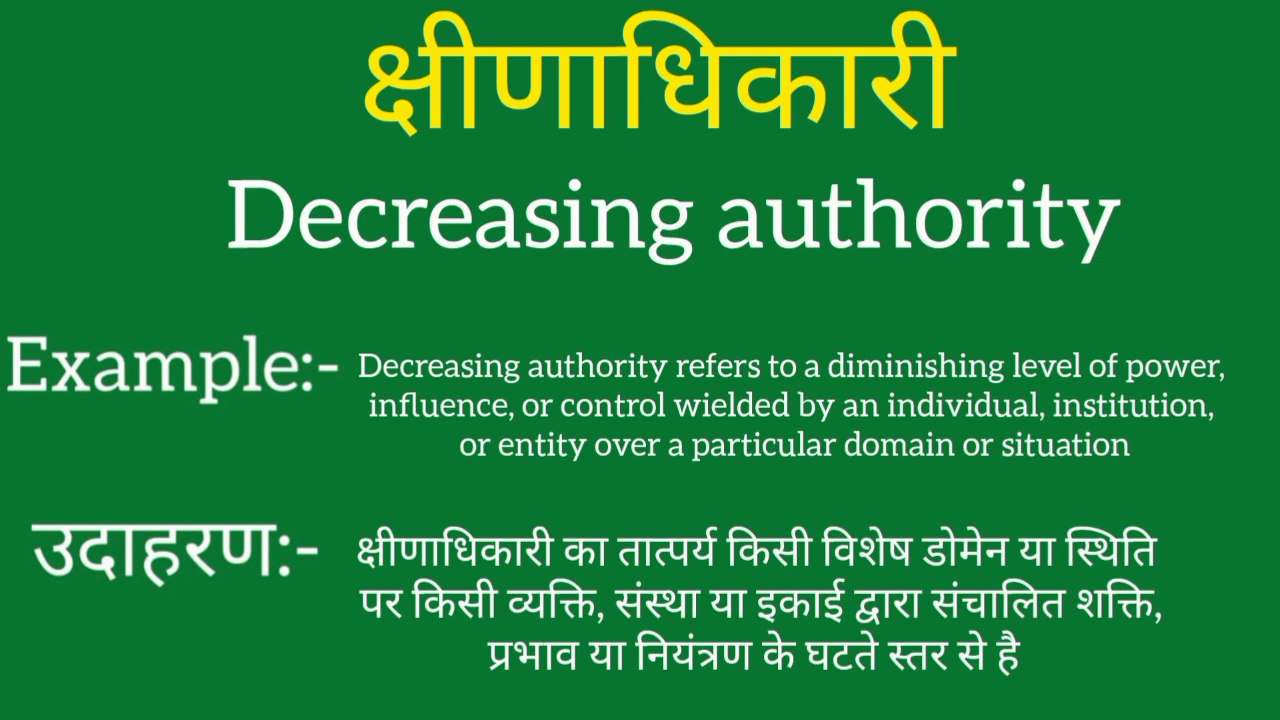 क्षीणाधिकारी
Decreasing authority
Example:- Decreasing authority refers to a diminishing level of power,
influence, or control wielded by an individual, institution,
or entity over a particular domain or situation
उदाहरण:- क्षीणाधिकारी का तात्पर्य किसी विशेष डोमेन या स्थिति
पर किसी व्यक्ति, संस्था या इकाई द्वारा संचालित शक्ति,
प्रभाव या नियंत्रण के घटते स्तर से है